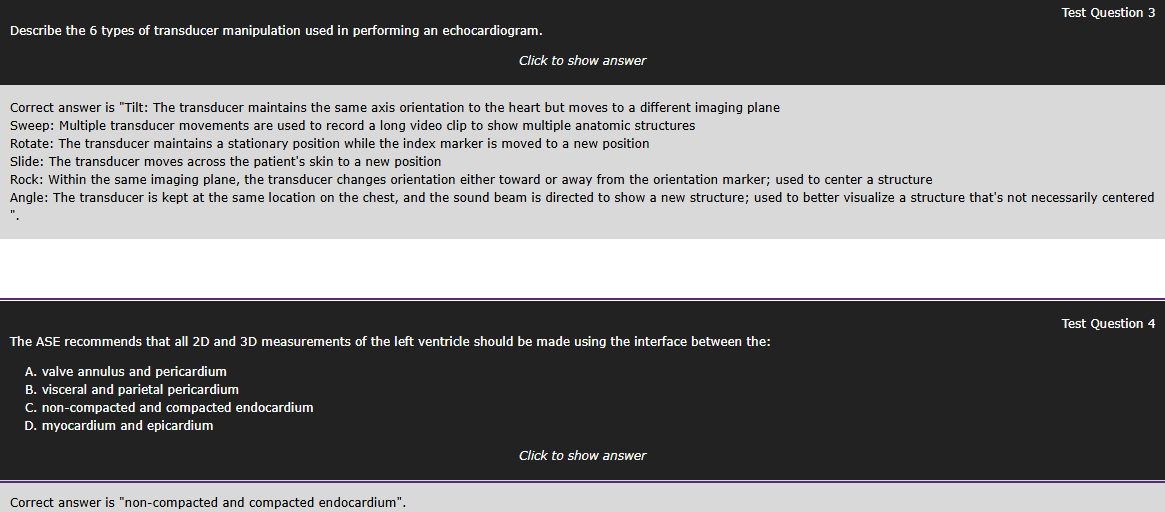 Test Question 3
Describe the 6 types of transducer manipulation used in performing an echocardiogram.
Click to show answer
Correct answer is "Tilt: The transducer maintains the same axis orientation to the heart but moves to a different imaging plane
Sweep: Multiple transducer movements are used to record a long video clip to show multiple anatomic structures
Rotate: The transducer maintains a stationary position while the index marker is moved to a new position
Slide: The transducer moves across the patient's skin to a new position
Rock: Within the same imaging plane, the transducer changes orientation either toward or away from the orientation marker; used to center a structure
Angle: The transducer is kept at the same location on the chest, and the sound beam is directed to show a new structure; used to better visualize a structure that's not necessarily centered
".
Test Question 4
The ASE recommends that all 2D and 3D measurements of the left ventricle should be made using the interface between the:
A. valve annulus and pericardium
B. visceral and parietal pericardium
C. non-compacted and compacted endocardium
D. myocardium and epicardium
Click to show answer
Correct answer is "non-compacted and compacted endocardium".